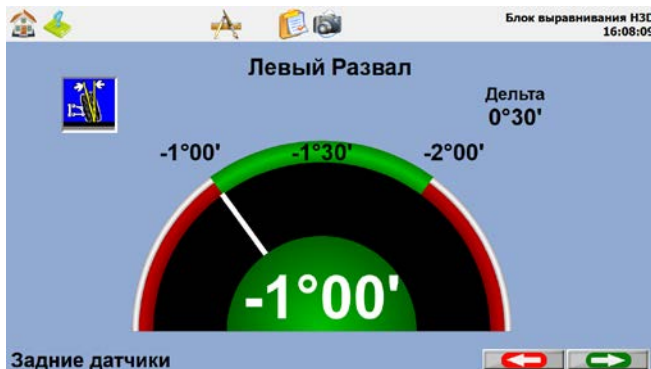 Блок выравнивания H3D
16:08:09
Левый Развал
Дельта
0°30'
-1°00' -1°30' -2°00'
-1°00'
Задние датчики